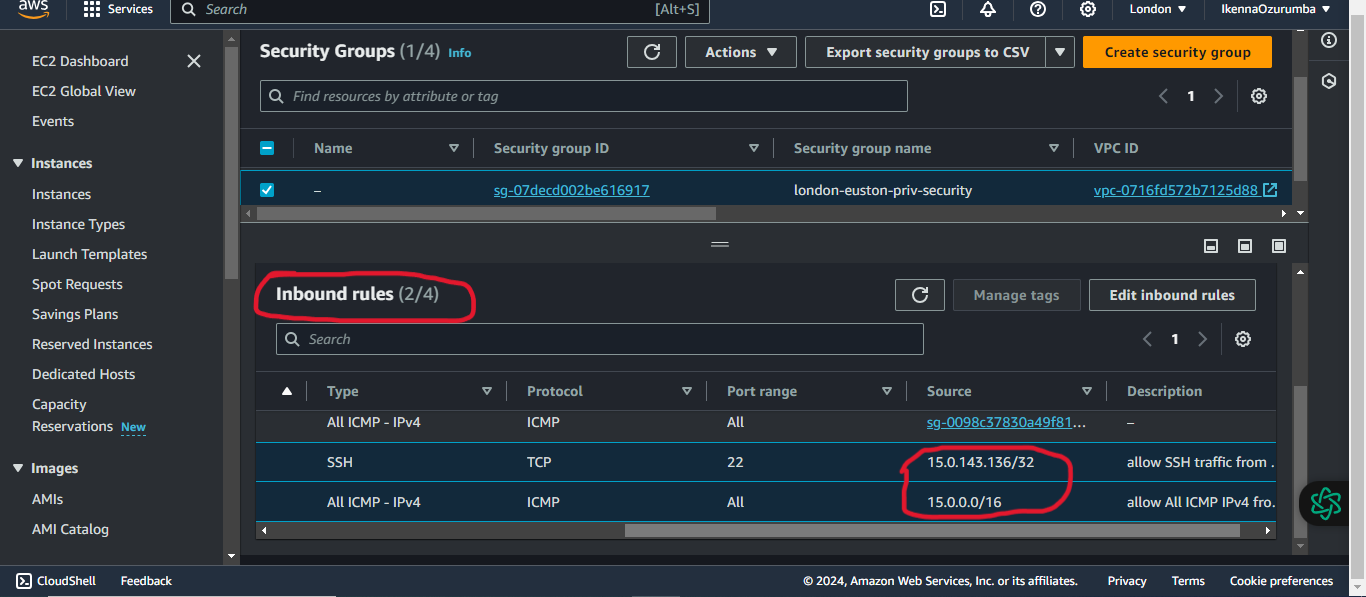 aws
Services
Search
[Alt+S]
London
IkennaOzurumba
EC2 Dashboard
EC2 Global View
Events
Instances
Instances
Instance Types
Launch Templates
Spot Requests
Savings Plans
Reserved Instances
Dedicated Hosts
Capacity
Reservations New
Images
AMIs
AMI Catalog
Security Groups (1/4) Info
Actions
Export security groups to CSV
Create security group
Find resources by attribute or tag
1
Name Security group ID Security group name VPC ID
– sg-07decd002be616917 london-euston-priv-security vpc-0716fd572b7125d88
Inbound rules (2/4)
Manage tags
Edit inbound rules
Search
1
Type Protocol Port range Source Description
All ICMP - IPv4 ICMP All sg-0098c37830a49f81... –
SSH TCP 22 15.0.143.136/32 allow SSH traffic from .
All ICMP - IPv4 ICMP All 15.0.0.0/16 allow All ICMP IPv4 fro.
CloudShell Feedback © 2024, Amazon Web Services, Inc. or its affiliates. Privacy Terms Cookie preferences